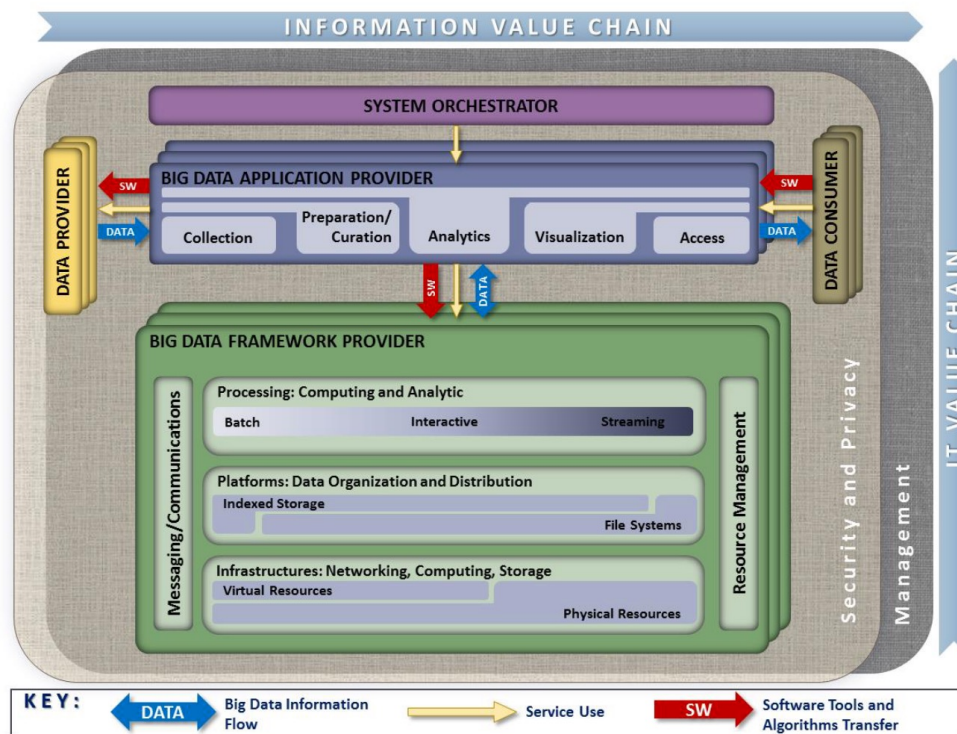 INFORMATION VALUE CHAIN
SYSTEM ORCHESTRATOR
DATA PROVIDER
SW
DATA
BIG DATA APPLICATION PROVIDER
Collection
Preparation/
Curation
Analytics
Visualization
Access
SW
DATA
DATA CONSUMER
SW
DATA
BIG DATA FRAMEWORK PROVIDER
Messaging/Communications
Processing: Computing and Analytic
Batch
Interactive
Streaming
Platforms: Data Organization and Distribution
Indexed Storage
File Systems
Infrastructures: Networking, Computing, Storage
Virtual Resources
Physical Resources
Resource Management
Security and Privacy
Management
IT VALUE CHAIN
KEY:
DATA
Big Data Information
Flow
Service Use
SW
Software Tools and
Algorithms Transfer